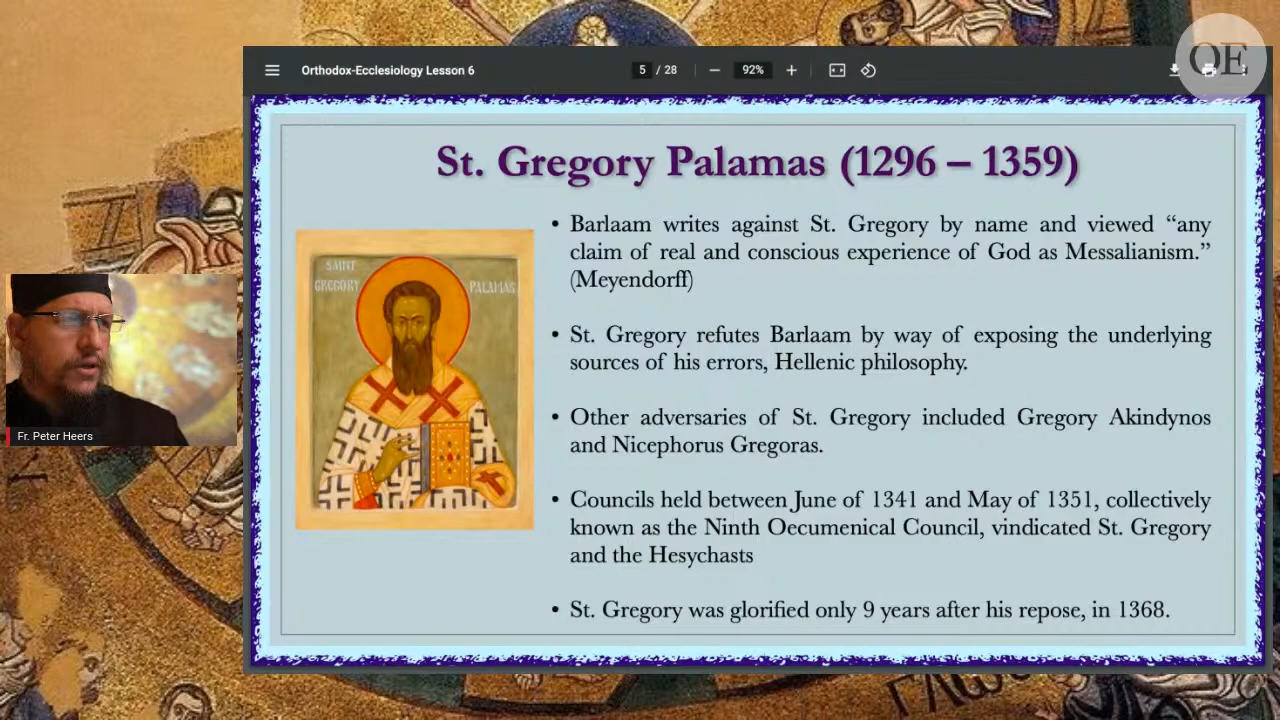 OE
Orthodox-Ecclesiology Lesson 6
5 / 28
92%
St. Gregory Palamas (1296 – 1359)
• Barlaam writes against St. Gregory by name and viewed “any
claim of real and conscious experience of God as Messalianism.”
(Meyendorff)
• St. Gregory refutes Barlaam by way of exposing the underlying
sources of his errors, Hellenic philosophy.
• Other adversaries of St. Gregory included Gregory Akindynos
and Nicephorus Gregoras.
• Councils held between June of 1341 and May of 1351, collectively
known as the Ninth Oecumenical Council, vindicated St. Gregory
and the Hesychasts
• St. Gregory was glorified only 9 years after his repose, in 1368.
SAINT
GREGORY
PALAMAS
Fr. Peter Heers